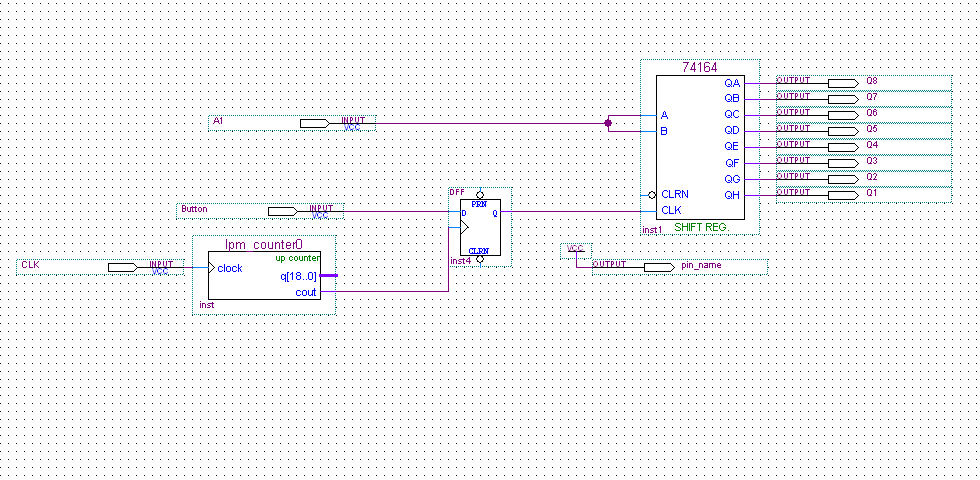 74164
QA
OUTPUT
Q8
QB
OUTPUT
Q7
QC
OUTPUT
Q6
A1
INPUT
VCC
A
B
QD
OUTPUT
Q5
QE
OUTPUT
Q4
QF
OUTPUT
Q3
QG
OUTPUT
Q2
CLRN
QH
OUTPUT
Q1
CLK
inst1
SHIFT REG.
DFF
PRN
D
Q
CLRN
inst4
Button
INPUT
VCC
lpm_counter0
up counter
clock
q[18..0]
cout
inst
CLK
INPUT
VCC
VCC
OUTPUT
pin_name